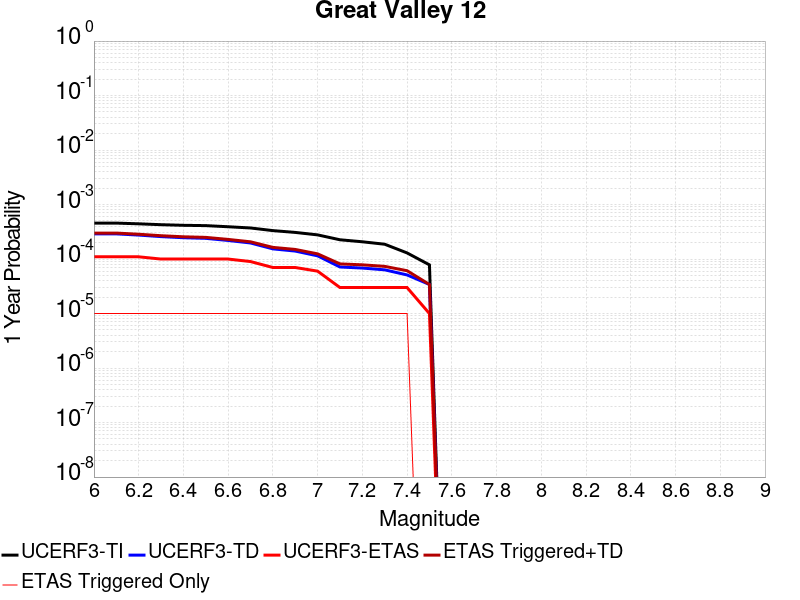 Great Valley 12
10^0
10^-1
10^-2
10^-3
10^-4
10^-5
10^-6
10^-7
10^-8
1 Year Probability
6 6.2 6.4 6.6 6.8 7 7.2 7.4 7.6 7.8 8 8.2 8.4 8.6 8.8 9
Magnitude
UCERF3-TI UCERF3-TD UCERF3-ETAS ETAS Triggered+TD
ETAS Triggered Only